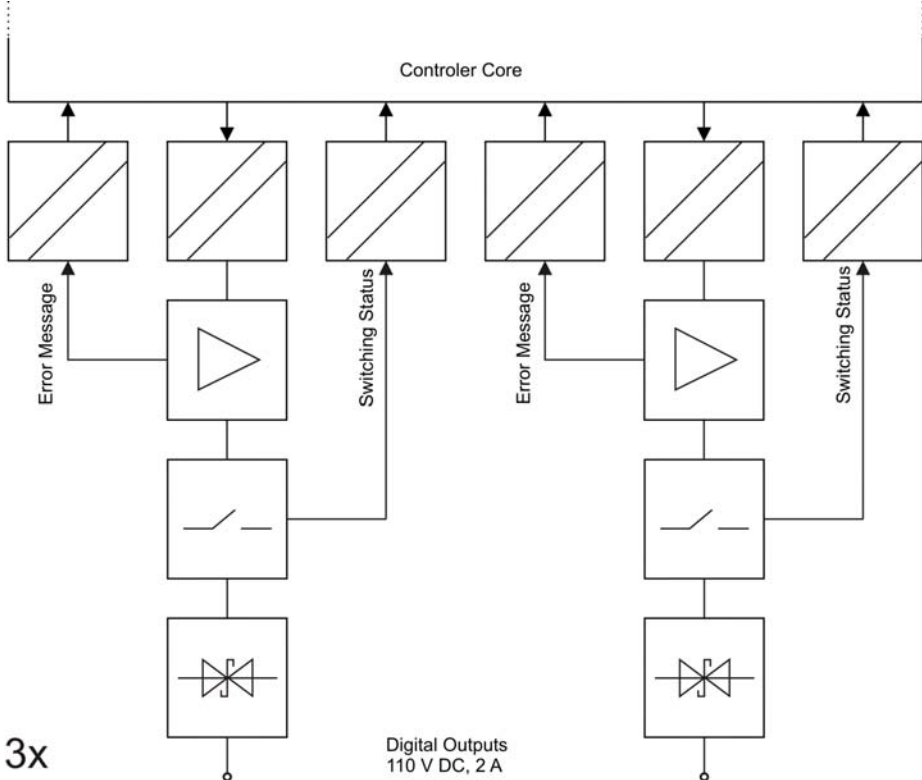 Controler Core
Error Message
Switching Status
Error Message
Switching Status
3x
Digital Outputs
110 V DC, 2 A